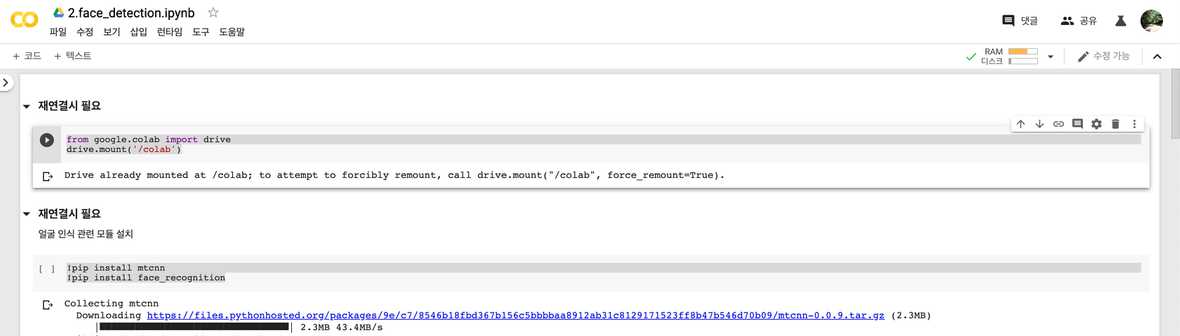 2.face_detection.ipynb
파일 수정 보기 삽입 런타임 도구 도움말
댓글 공유
+ 코드 + 텍스트
RAM
디스크
수정 가능
재연결시 필요
from google.colab import drive
drive.mount('/colab')
Drive already mounted at /colab; to attempt to forcibly remount, call drive.mount("/colab", force_remount=True).
재연결시 필요
얼굴 인식 관련 모듈 설치
[ ] !pip install mtcnn
!pip install face_recognition
Collecting mtcnn
Downloading https://files.pythonhosted.org/packages/9e/c7/8546b18fbd367b156c5bbbbaa8912ab31c8129171523ff8b47b546d70b09/mtcnn-0.0.9.tar.gz (2.3MB)
|████████████████████████████████| 2.3MB 43.4MB/s